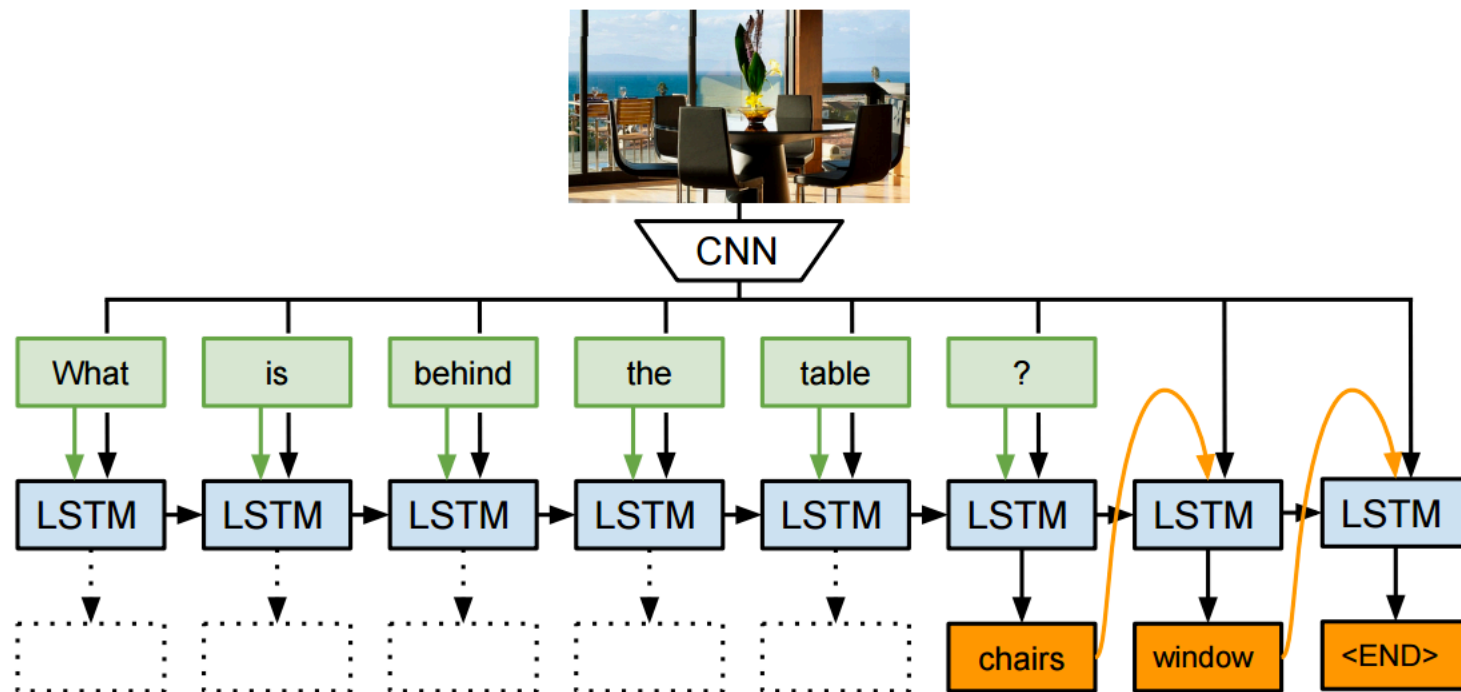 CNN
What is behind the table ?
LSTM LSTM LSTM LSTM LSTM LSTM LSTM LSTM
chairs window <END>